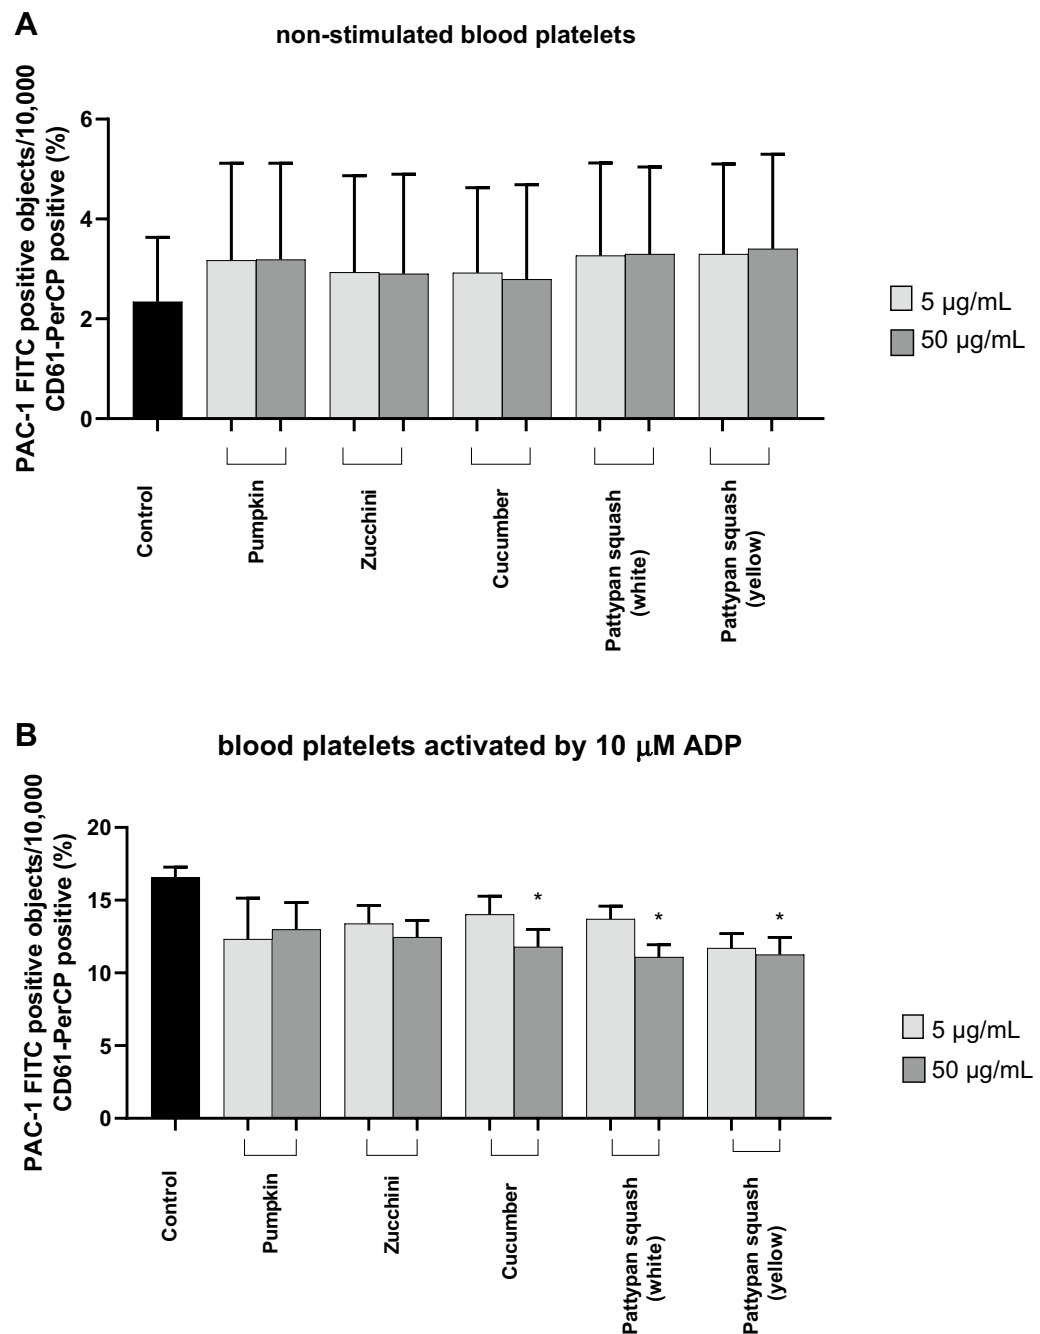 A
non-stimulated blood platelets
PAC-1 FITC positive objects/10,000
CD61-PerCP positive (%)
6
4
2
0
5 µg/mL
50 µg/mL
Control
Pumpkin
Zucchini
Cucumber
Pattypan squash
(white)
Pattypan squash
(yellow)
B
blood platelets activated by 10 μM ADP
PAC-1 FITC positive objects/10,000
CD61-PerCP positive (%)
20
15
10
5
0
*
*
*
5 µg/mL
50 µg/mL
Control
Pumpkin
Zucchini
Cucumber
Pattypan squash
(white)
Pattypan squash
(yellow)